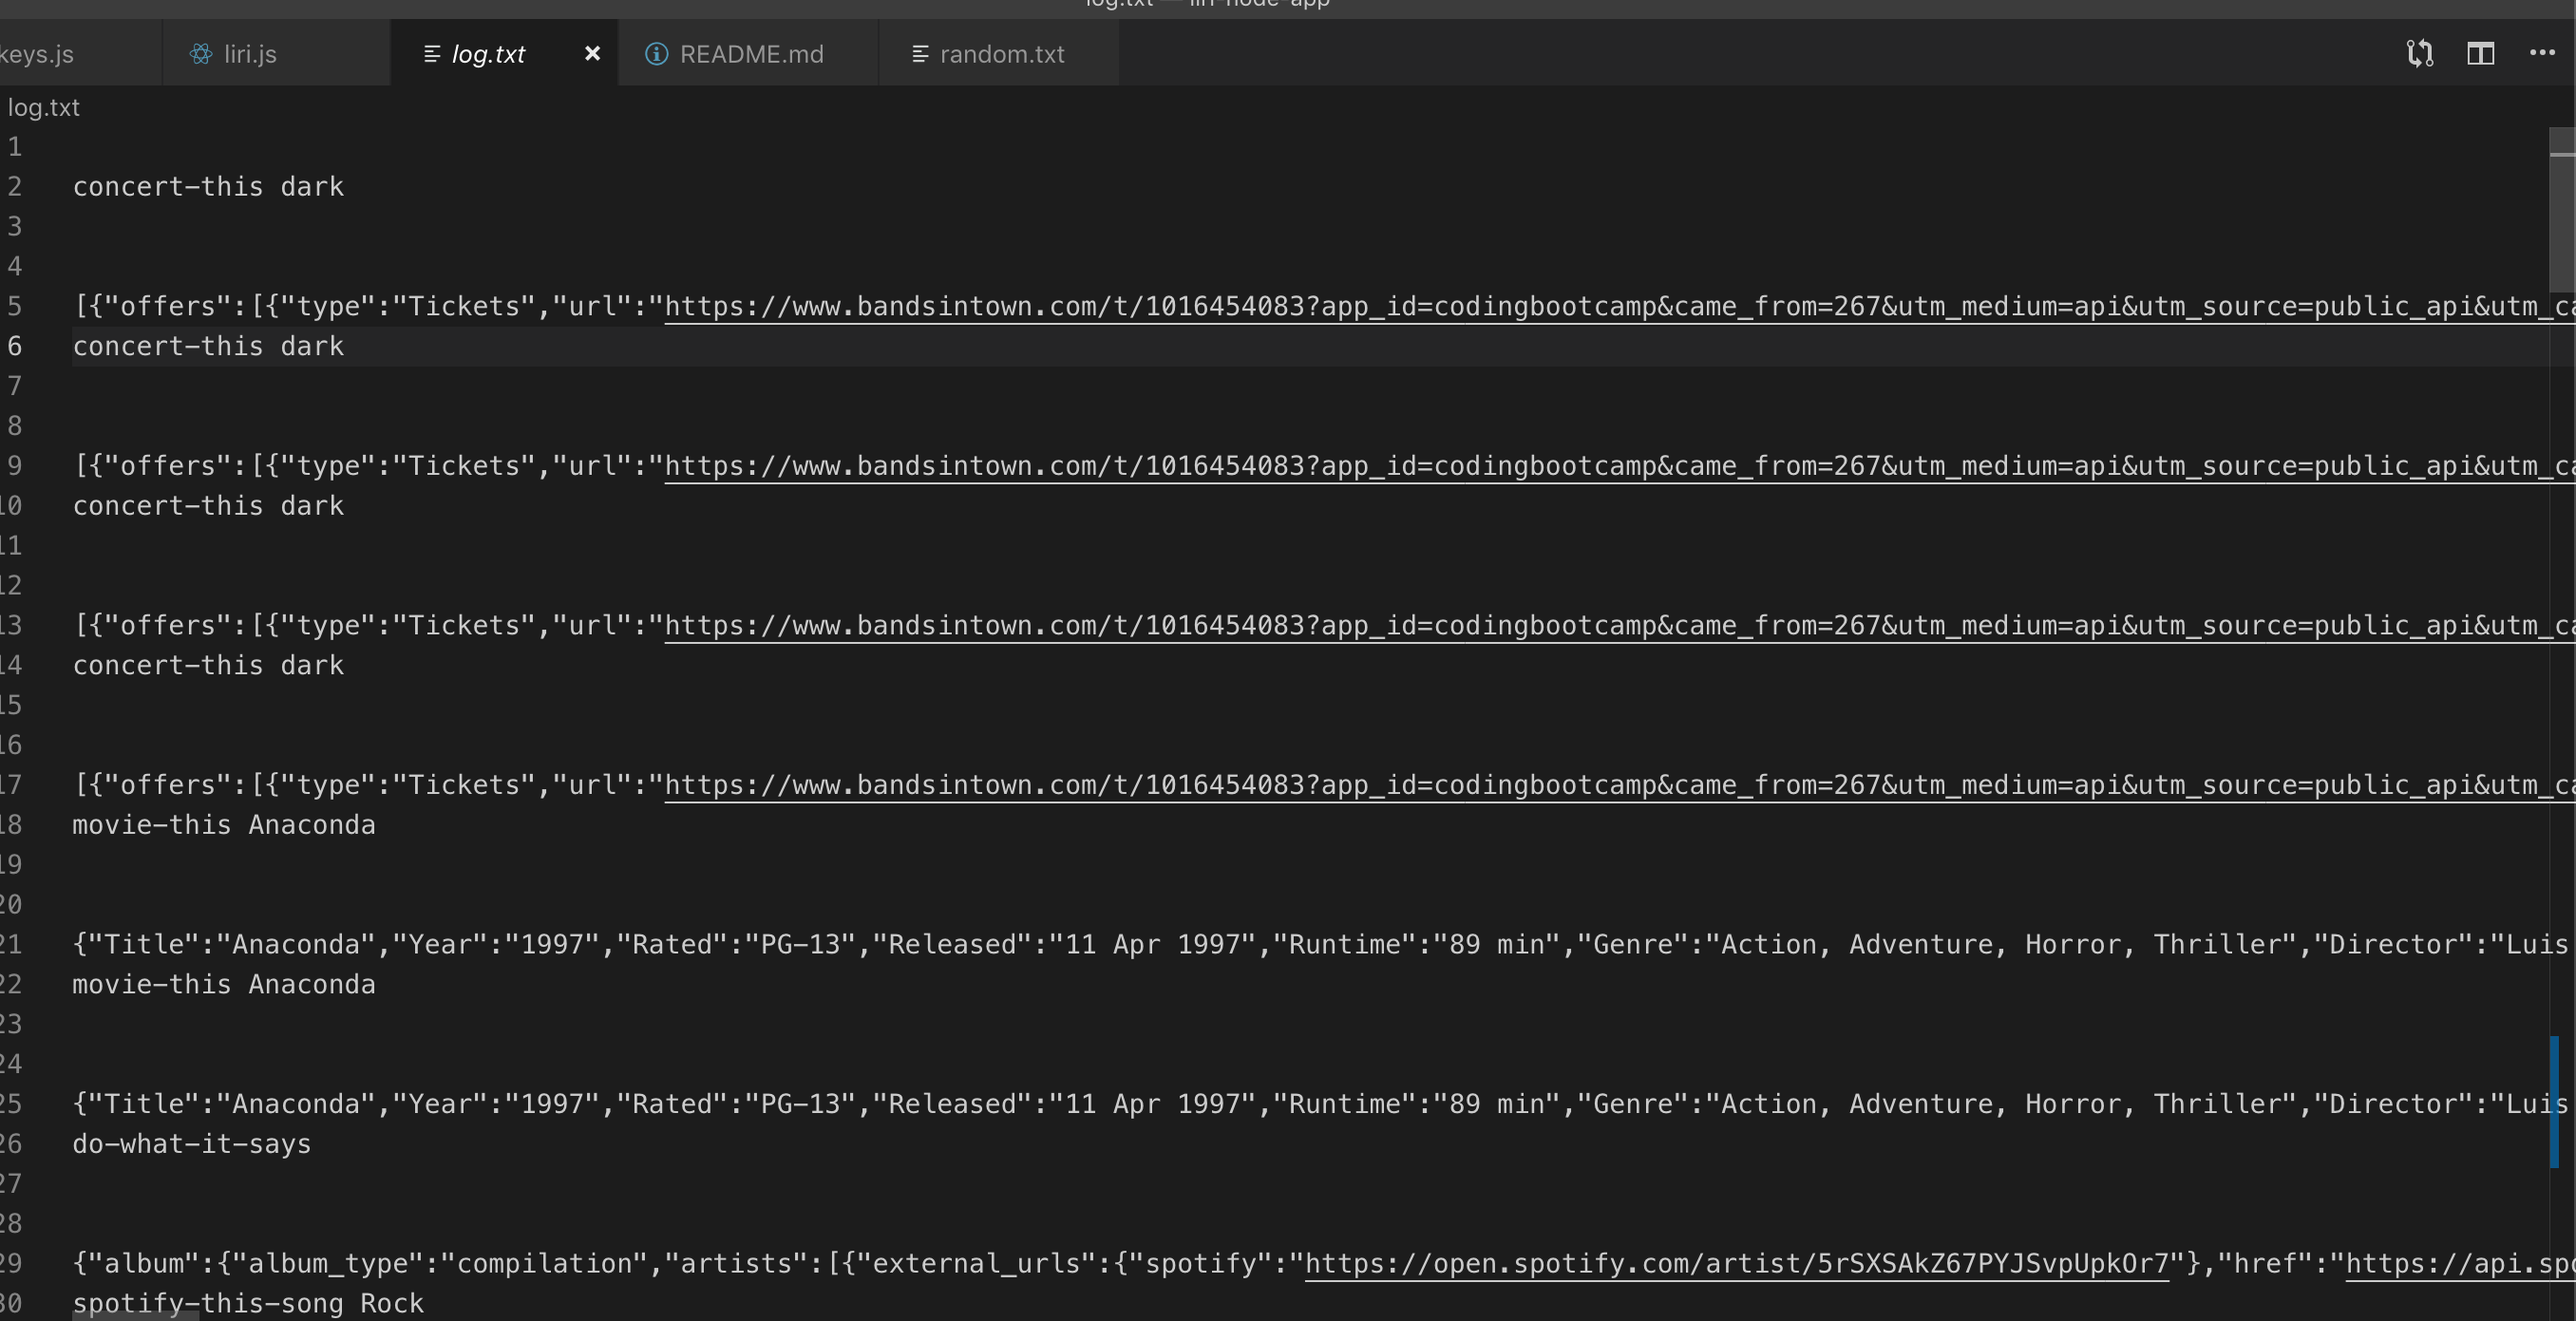 log.txt — liri-node-app
keys.js liri.js log.txt README.md random.txt
log.txt
1
2 concert-this dark
3
4
5 [{"offers":[{"type":"Tickets","url":"https://www.bandsintown.com/t/1016454083?app_id=codingbootcamp&came_from=267&utm_medium=api&utm_source=public_api&utm_ca
6 concert-this dark
7
8
9 [{"offers":[{"type":"Tickets","url":"https://www.bandsintown.com/t/1016454083?app_id=codingbootcamp&came_from=267&utm_medium=api&utm_source=public_api&utm_ca
10 concert-this dark
11
12
13 [{"offers":[{"type":"Tickets","url":"https://www.bandsintown.com/t/1016454083?app_id=codingbootcamp&came_from=267&utm_medium=api&utm_source=public_api&utm_ca
14 concert-this dark
15
16
17 [{"offers":[{"type":"Tickets","url":"https://www.bandsintown.com/t/1016454083?app_id=codingbootcamp&came_from=267&utm_medium=api&utm_source=public_api&utm_ca
18 movie-this Anaconda
19
20
21 {"Title":"Anaconda","Year":"1997","Rated":"PG-13","Released":"11 Apr 1997","Runtime":"89 min","Genre":"Action, Adventure, Horror, Thriller","Director":"Luis
22 movie-this Anaconda
23
24
25 {"Title":"Anaconda","Year":"1997","Rated":"PG-13","Released":"11 Apr 1997","Runtime":"89 min","Genre":"Action, Adventure, Horror, Thriller","Director":"Luis
26 do-what-it-says
27
28
29 {"album":{"album_type":"compilation","artists":[{"external_urls":{"spotify":"https://open.spotify.com/artist/5rSXSAkZ67PYJSvpUpkOr7"},"href":"https://api.spo
30 spotify-this-song Rock